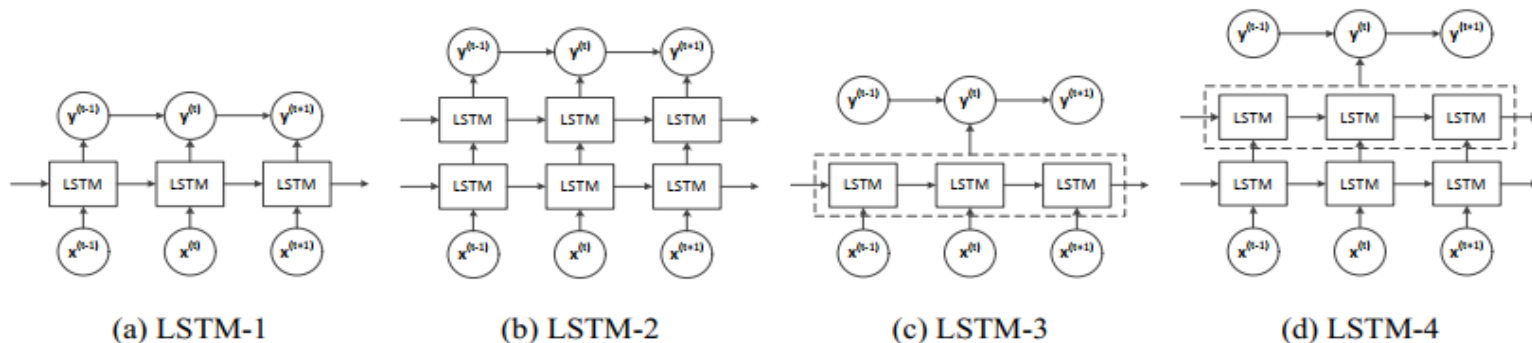 y(t-1) y(t) y(t+1)
LSTM LSTM LSTM
x(t-1) x(t) x(t+1)
(a) LSTM-1
y(t-1) y(t) y(t+1)
LSTM LSTM LSTM
LSTM LSTM LSTM
x(t-1) x(t) x(t+1)
(b) LSTM-2
y(t-1) y(t) y(t+1)
LSTM LSTM LSTM
x(t-1) x(t) x(t+1)
(c) LSTM-3
y(t-1) y(t) y(t+1)
LSTM LSTM LSTM
LSTM LSTM LSTM
x(t-1) x(t) x(t+1)
(d) LSTM-4